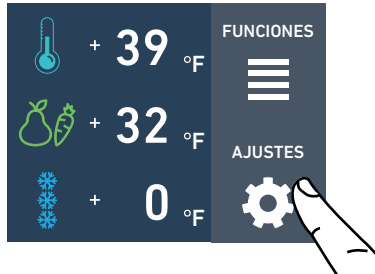 FUNCIONES
+ 39 °F
+ 32 °F
AJUSTES
+ 0 °F